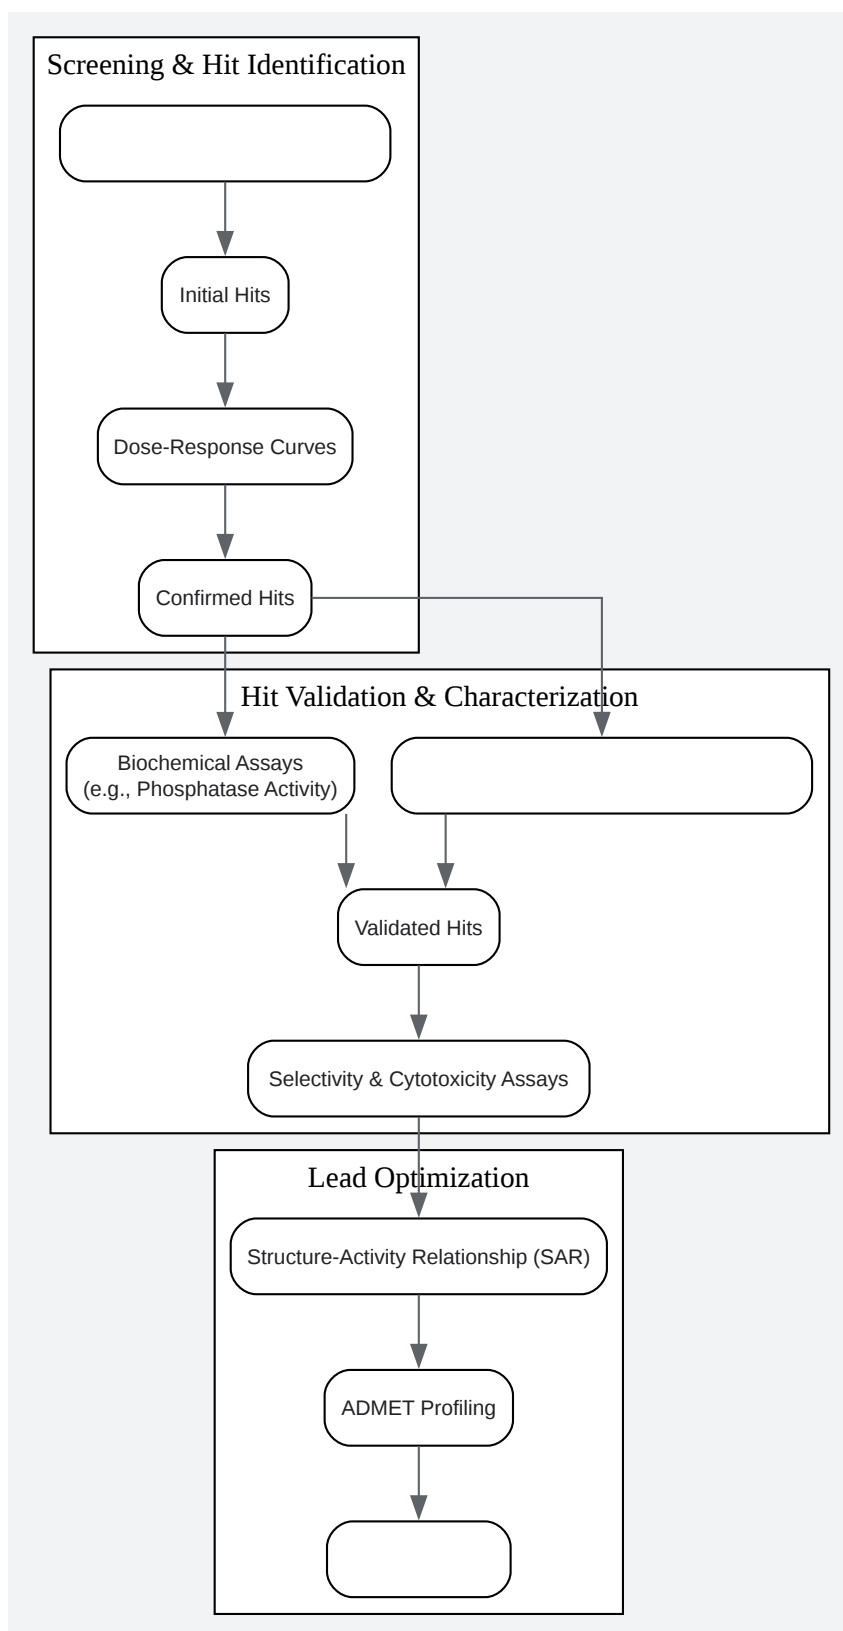 Screening & Hit Identification
Initial Hits
Dose-Response Curves
Confirmed Hits
Hit Validation & Characterization
Biochemical Assays
(e.g., Phosphatase Activity)
Validated Hits
Selectivity & Cytotoxicity Assays
Lead Optimization
Structure-Activity Relationship (SAR)
ADMET Profiling